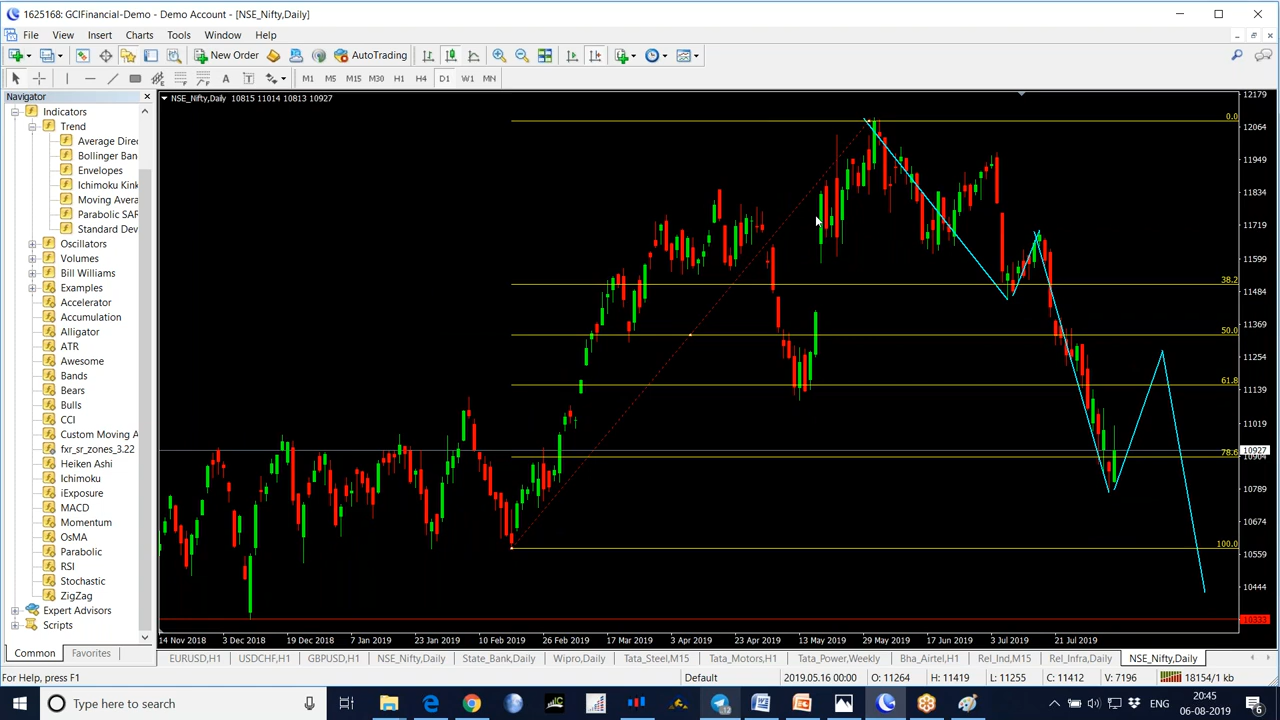 1625168: GCIFinancial-Demo - Demo Account - [NSE_Nifty,Daily]
File View Insert Charts Tools Window Help
New Order AutoTrading
A T M1 M5 M15 M30 H1 H4 D1 W1 MN
Navigator
Indicators
Trend
Average Direc
Bollinger Ban
Envelopes
Ichimoku Kink
Moving Avera
Parabolic SAR
Standard Dev
Oscillators
Volumes
Bill Williams
Examples
Accelerator
Accumulation
Alligator
ATR
Awesome
Bands
Bears
Bulls
CCI
Custom Moving A
fxr_sr_zones_3.22
Heiken Ashi
Ichimoku
iExposure
MACD
Momentum
OsMA
Parabolic
RSI
Stochastic
ZigZag
Expert Advisors
Scripts
Common Favorites
NSE_Nifty,Daily 10815 11014 10813 10927
0.0
38.2
50.0
61.8
78.6
100.0
12179
12064
11949
11834
11719
11599
11484
11254
11139
11019
10927
10904
10789
10674
10559
10444
10333
14 Nov 2018 3 Dec 2018 19 Dec 2018 7 Jan 2019 23 Jan 2019 10 Feb 2019 26 Feb 2019 17 Mar 2019 3 Apr 2019 23 Apr 2019 13 May 2019 29 May 2019 17 Jun 2019 3 Jul 2019 21 Jul 2019
EURUSD,H1 USDCHF,H1 GBPUSD,H1 NSE_Nifty,Daily State_Bank,Daily Wipro,Daily Tata_Steel,M15 Tata_Motors,H1 Tata_Power,Weekly Bha_Airtel,H1 Rel_Ind,M15 Rel_Infra,Daily NSE_Nifty,Daily
For Help, press F1 Default 2019.05.16 00:00 O: 11264 H: 11419 L: 11255 C: 11412 V: 7196 18154/1 kb
Type here to search
ENG
20:45
06-08-2019
6